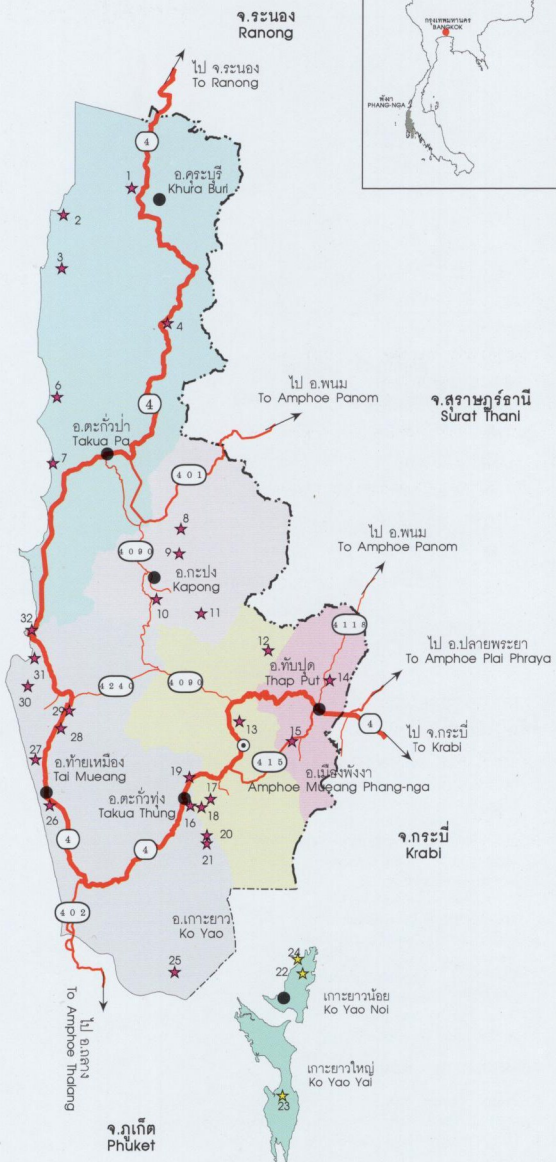 จ.ระนอง
Ranong
กรุงเทพมหานคร
BANGKOK
พังงา
PHANG-NGA
ไป จ.ระนอง
To Ranong
4
1
อ.คุระบุรี
Khura Buri
2
3
4
6
4
ไป อ.พนม
To Amphoe Panom
จ.สุราษฎร์ธานี
Surat Thani
อ.ตะกั่วป่า
Takua Pa
7
401
8
4090
9
อ.กะปง
Kapong
10
11
ไป อ.พนม
To Amphoe Panom
4118
32
31
30
12
อ.ทับปุด
Thap Put
14
ไป อ.ปลายพระยา
To Amphoe Plai Phraya
4240
4090
29
28
13
15
4
ไป จ.กระบี่
To Krabi
27
อ.ท้ายเหมือง
Tai Mueang
415
อ.เมืองพังงา
Amphoe Mueang Phang-nga
19
อ.ตะกั่วทุ่ง
Takua Thung
17
16
18
26
20
21
4
4
จ.กระบี่
Krabi
402
อ.เกาะยาว
Ko Yao
25
24
22
เกาะยาวน้อย
Ko Yao Noi
ไป อ.ถลาง
To Amphoe Thalang
เกาะยาวใหญ่
Ko Yao Yai
23
จ.ภูเก็ต
Phuket